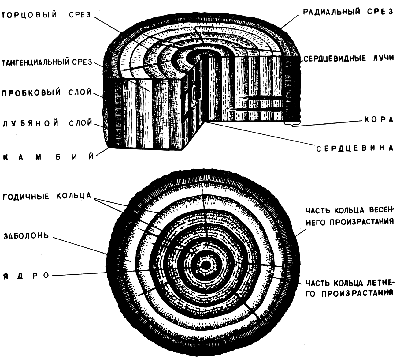 ТОРЦОВЫЙ СРЕЗ
ТАНГЕНЦИАЛЬНЫЙ СРЕЗ
ПРОБКОВЫЙ СЛОЙ
ЛУБЯНОЙ СЛОЙ
КАМБИЙ
РАДИАЛЬНЫЙ СРЕЗ
СЕРДЦЕВИДНЫЕ ЛУЧИ
КОРА
СЕРДЦЕВИНА
ГОДИЧНЫЕ КОЛЬЦА
ЗАБОЛОНЬ
ЯДРО
ЧАСТЬ КОЛЬЦА ВЕСЕН-
НЕГО ПРОИЗРАСТАНИЯ
ЧАСТЬ КОЛЬЦА ЛЕТНЕ-
ГО ПРОИЗРАСТАНИЯ